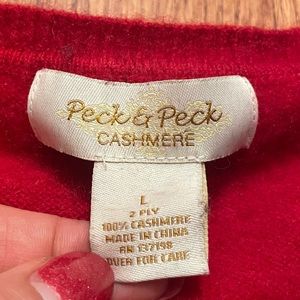 Peck & Peck
CASHMERE
L
2 PLY
100% CASHMERE
MADE IN CHINA
RN 137198
OVER FOR CARE